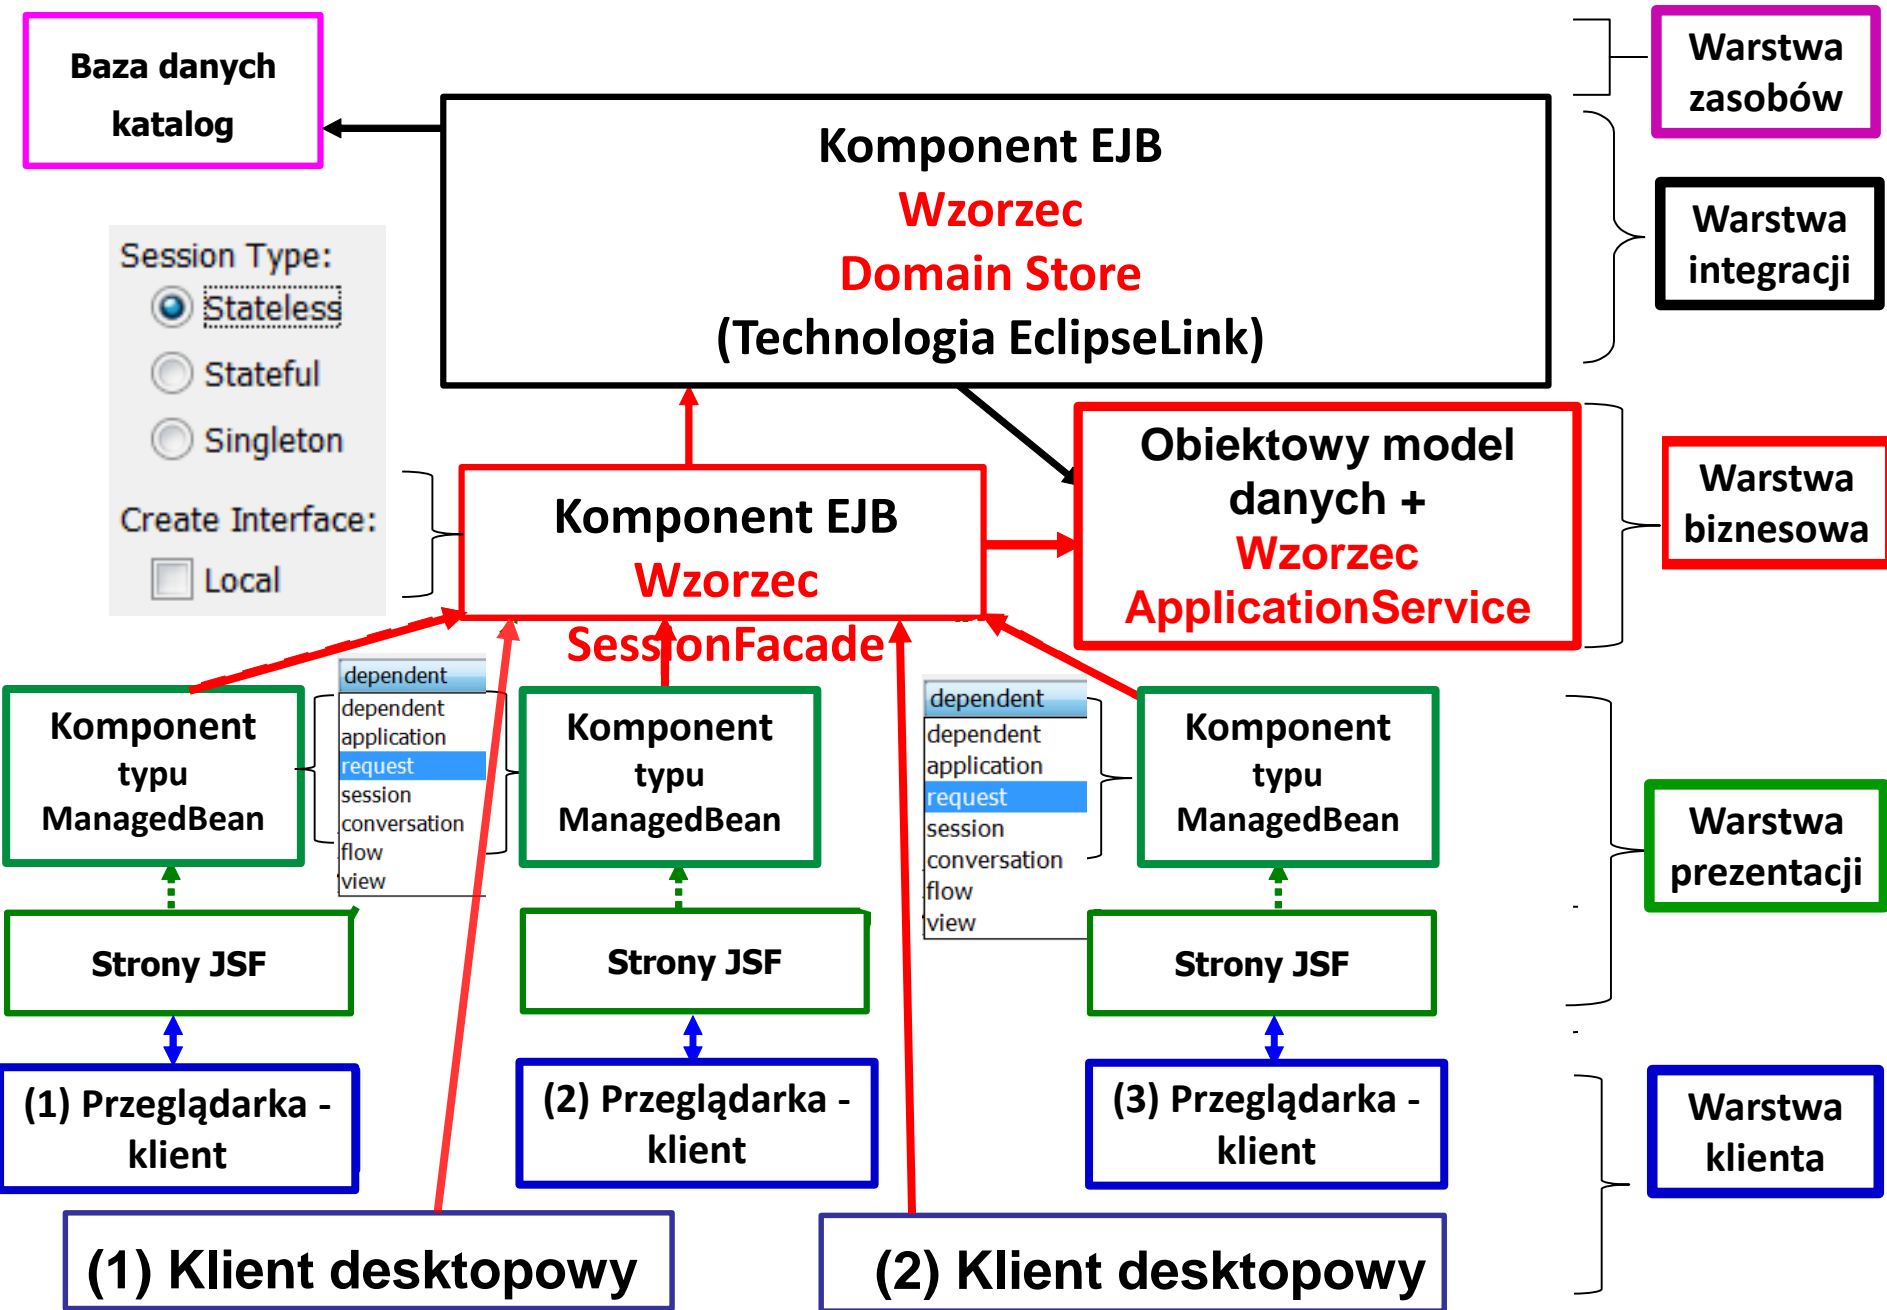 Baza danych
katalog
Komponent EJB
Wzorzec
Domain Store
(Technologia EclipseLink)
Warstwa
zasobów
Warstwa
integracji
Session Type:
Stateless
Stateful
Singleton
Create Interface:
Local
Komponent EJB
Wzorzec
SessionFacade
Obiektowy model
danych +
Wzorzec
ApplicationService
Warstwa
biznesowa
Komponent
typu
ManagedBean
dependent
dependent
application
request
session
conversation
flow
view
Komponent
typu
ManagedBean
dependent
dependent
application
request
session
conversation
flow
view
Komponent
typu
ManagedBean
Warstwa
prezentacji
Strony JSF
Strony JSF
Strony JSF
(1) Przeglądarka -
klient
(2) Przeglądarka -
klient
(3) Przeglądarka -
klient
Warstwa
klienta
(1) Klient desktopowy
(2) Klient desktopowy